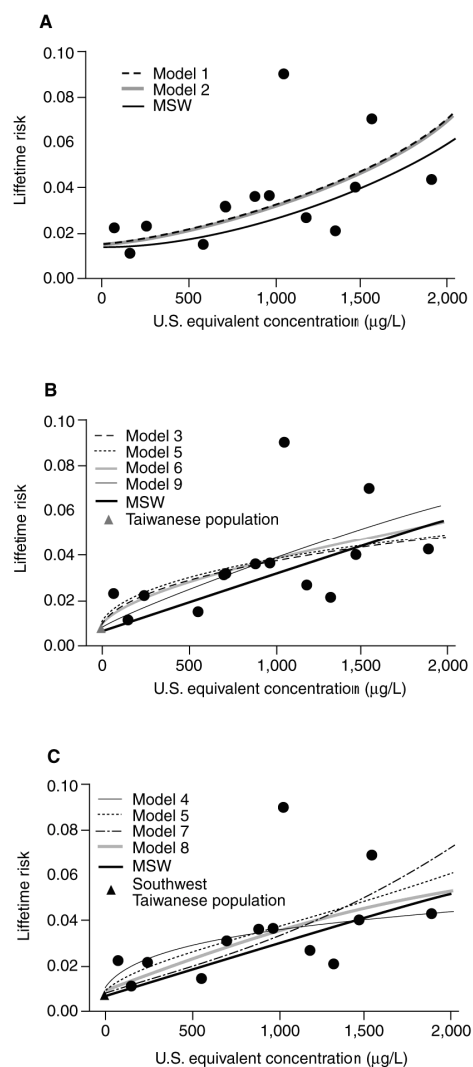 A
0.10
Model 1
Model 2
MSW
0.08
0.06
0.04
0.02
0.00
Liffetime risk
0 500 1,000 1,500 2,000
U.S. equivalent concentration (μg/L)
B
0.10
Model 3
Model 5
Model 6
Model 9
MSW
Taiwanese population
0.08
0.06
0.04
0.02
0.00
Liffetime risk
0 500 1,000 1,500 2,000
U.S. equivalent concentration (μg/L)
C
0.10
Model 4
Model 5
Model 7
Model 8
MSW
Southwest
Taiwanese population
0.08
0.06
0.04
0.02
0.00
Liffetime risk
0 500 1,000 1,500 2,000
U.S. equivalent concentration (μg/L)